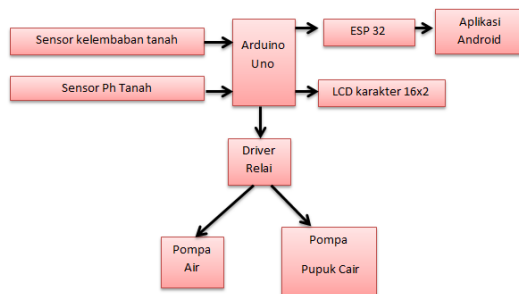 Sensor kelembaban tanah
Arduino
Uno
ESP 32
Aplikasi
Android
Sensor Ph Tanah
LCD karakter 16x2
Driver
Relai
Pompa
Air
Pompa
Pupuk Cair